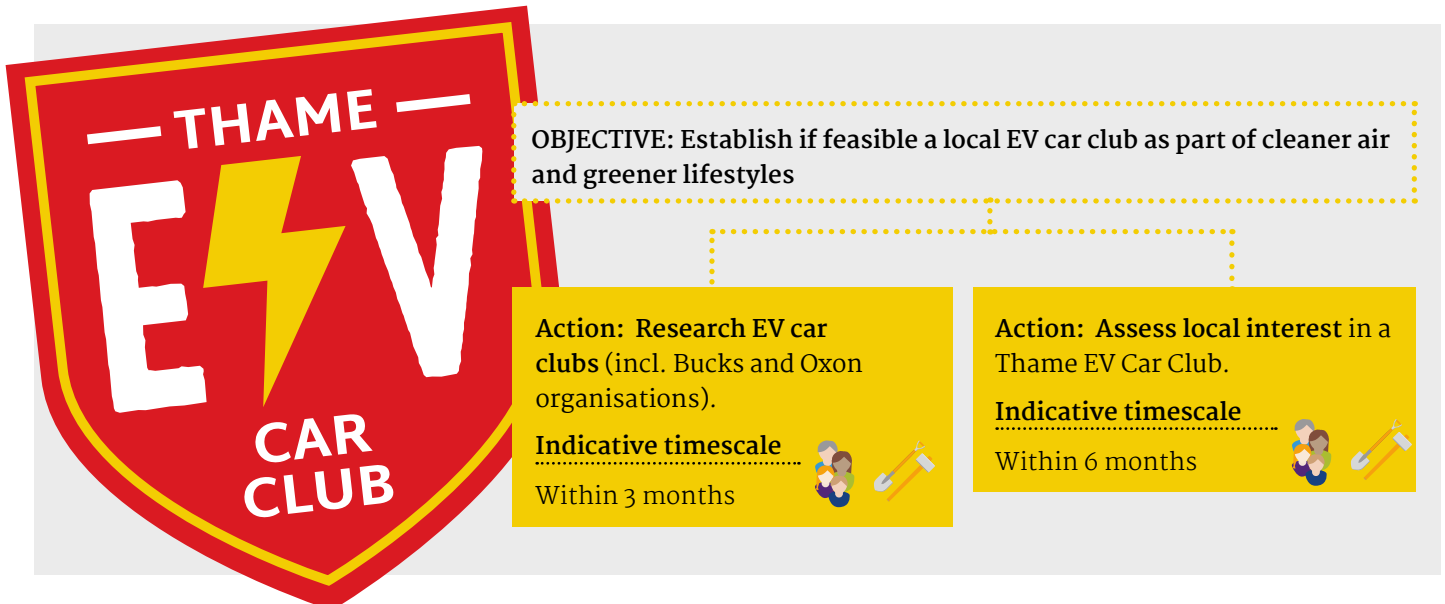 THAME
EV
CAR
CLUB
OBJECTIVE: Establish if feasible a local EV car club as part of cleaner air
and greener lifestyles
Action: Research EV car
clubs (incl. Bucks and Oxon
organisations).
Indicative timescale
Within 3 months
Action: Assess local interest in a
Thame EV Car Club.
Indicative timescale
Within 6 months